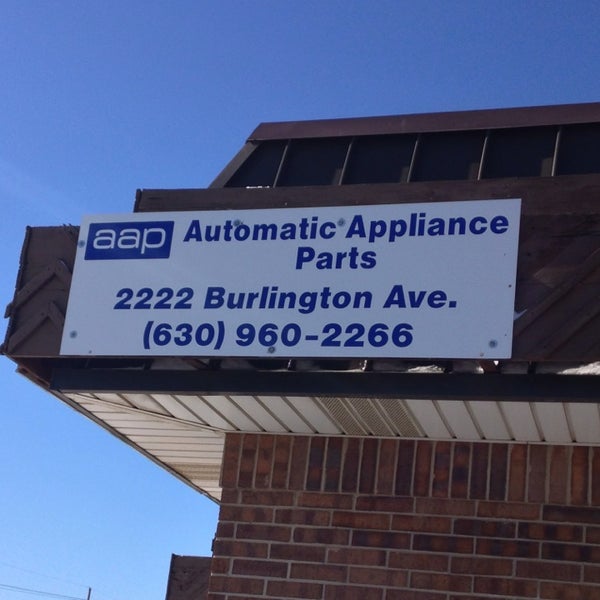 aap Automatic Appliance
Parts
2222 Burlington Ave.
(630) 960-2266